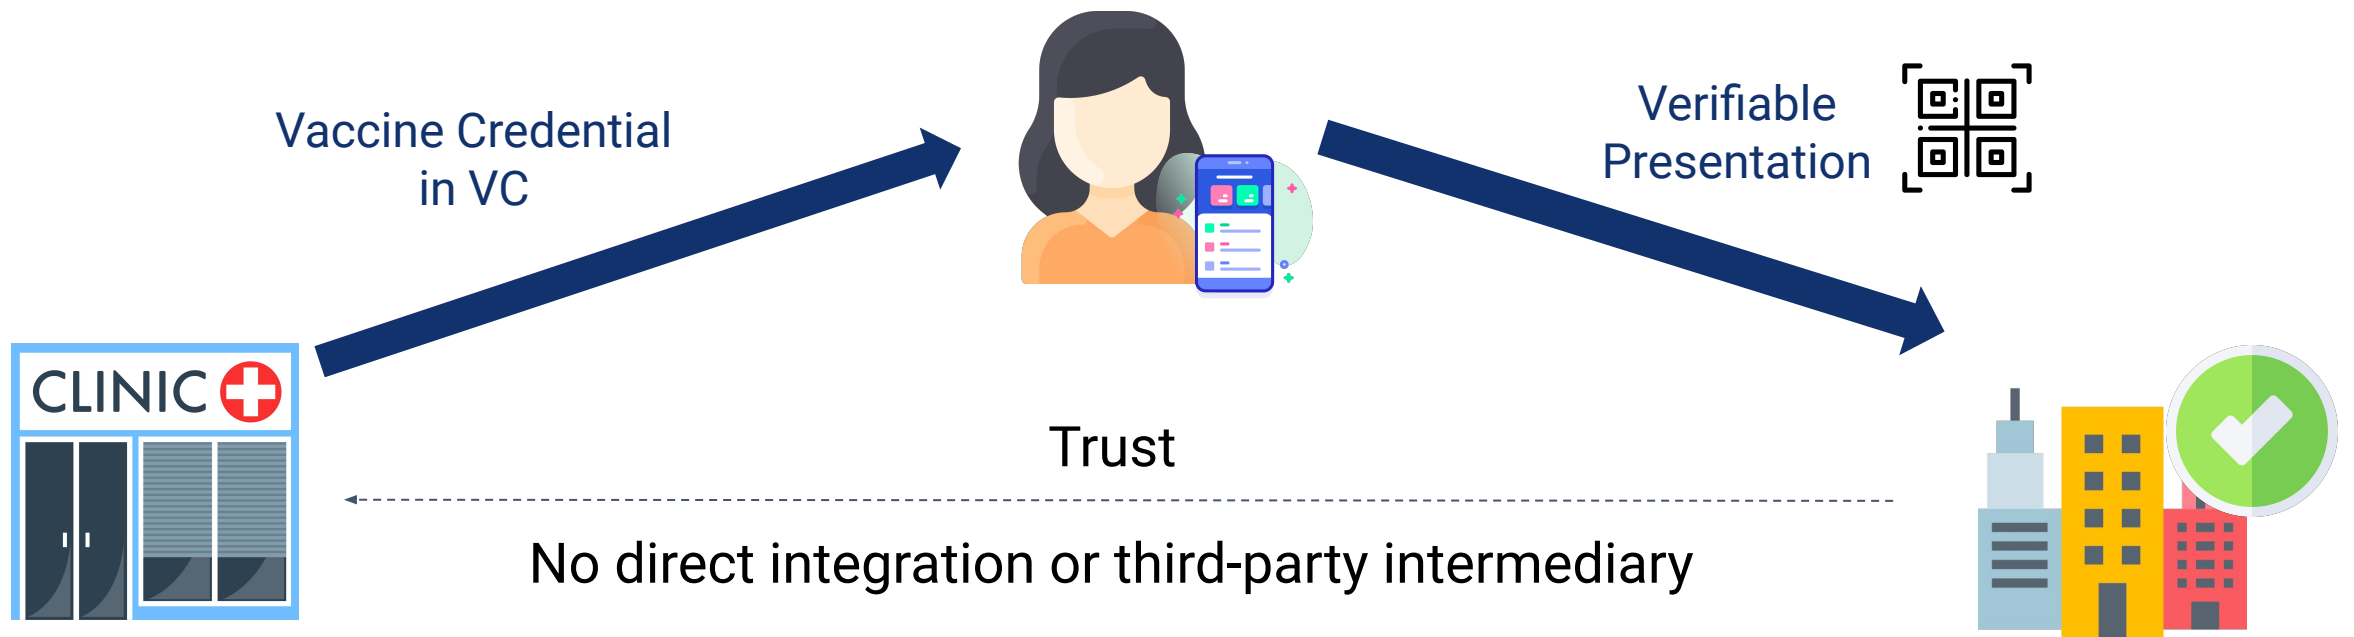 Vaccine Credential
in VC
Verifiable
Presentation
CLINIC
Trust
No direct integration or third-party intermediary